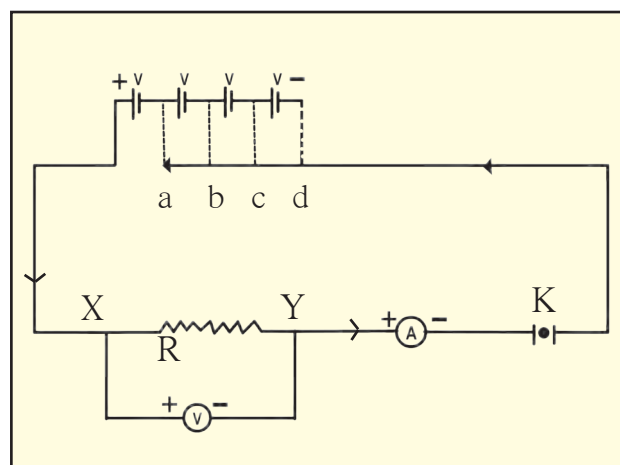 + V V V V −
a b c d
X Y K
R + A −
+ V −